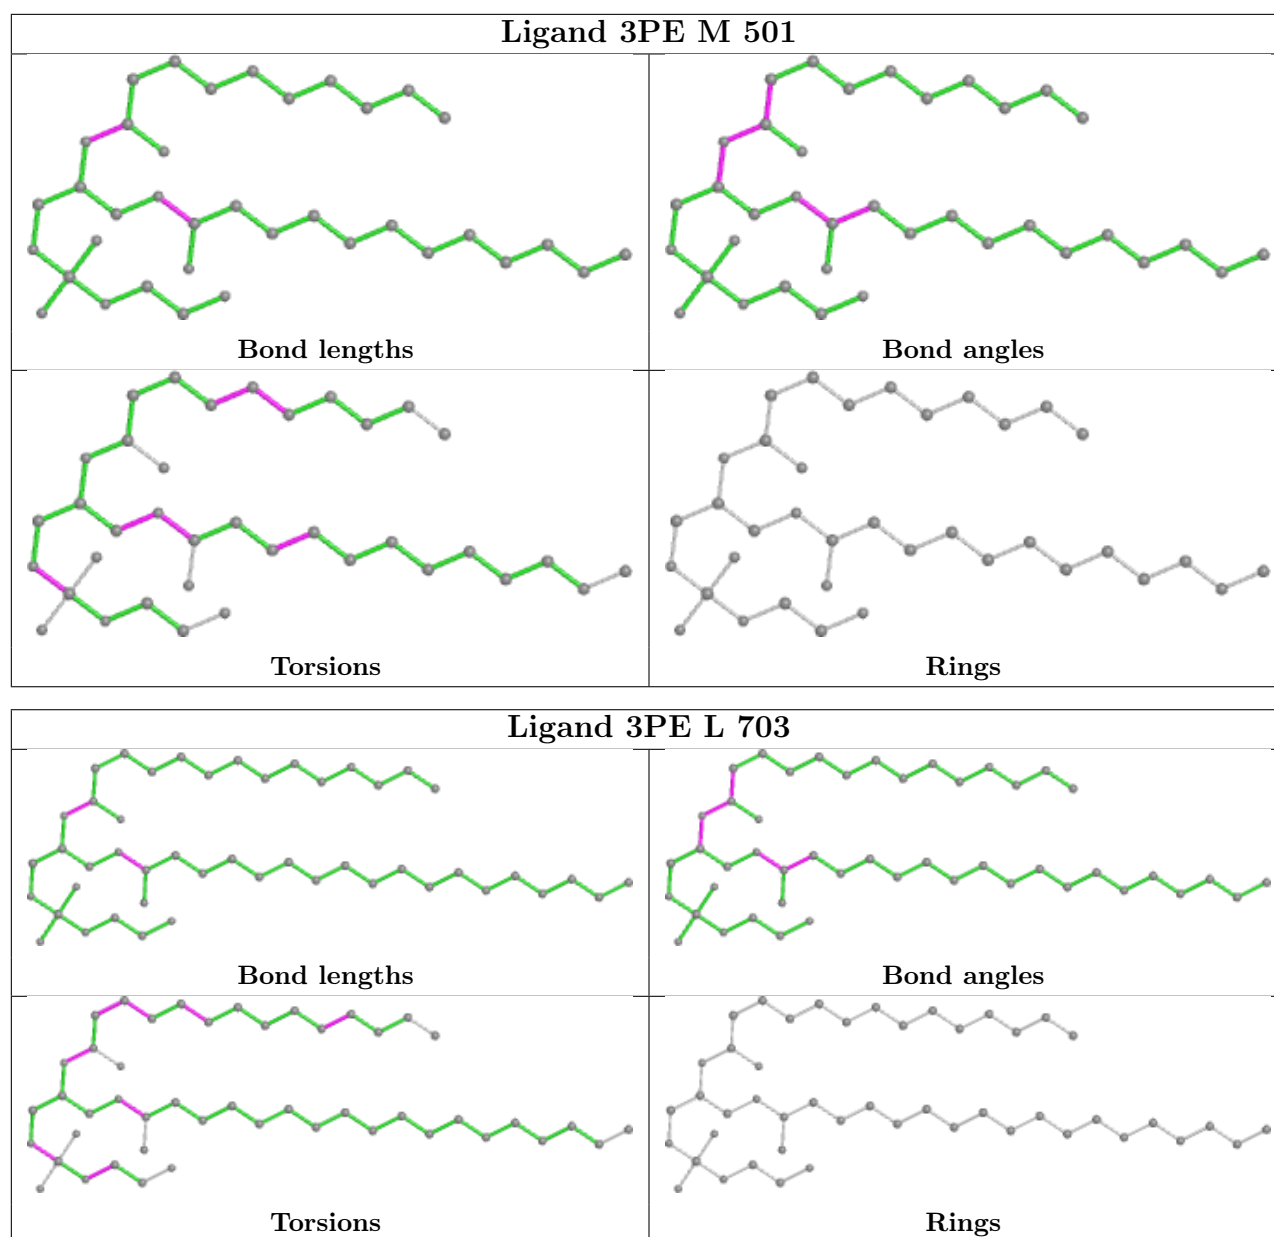 Ligand 3PE M 501
Bond lengths
Bond angles
Torsions
Rings
Ligand 3PE L 703
Bond lengths
Bond angles
Torsions
Rings